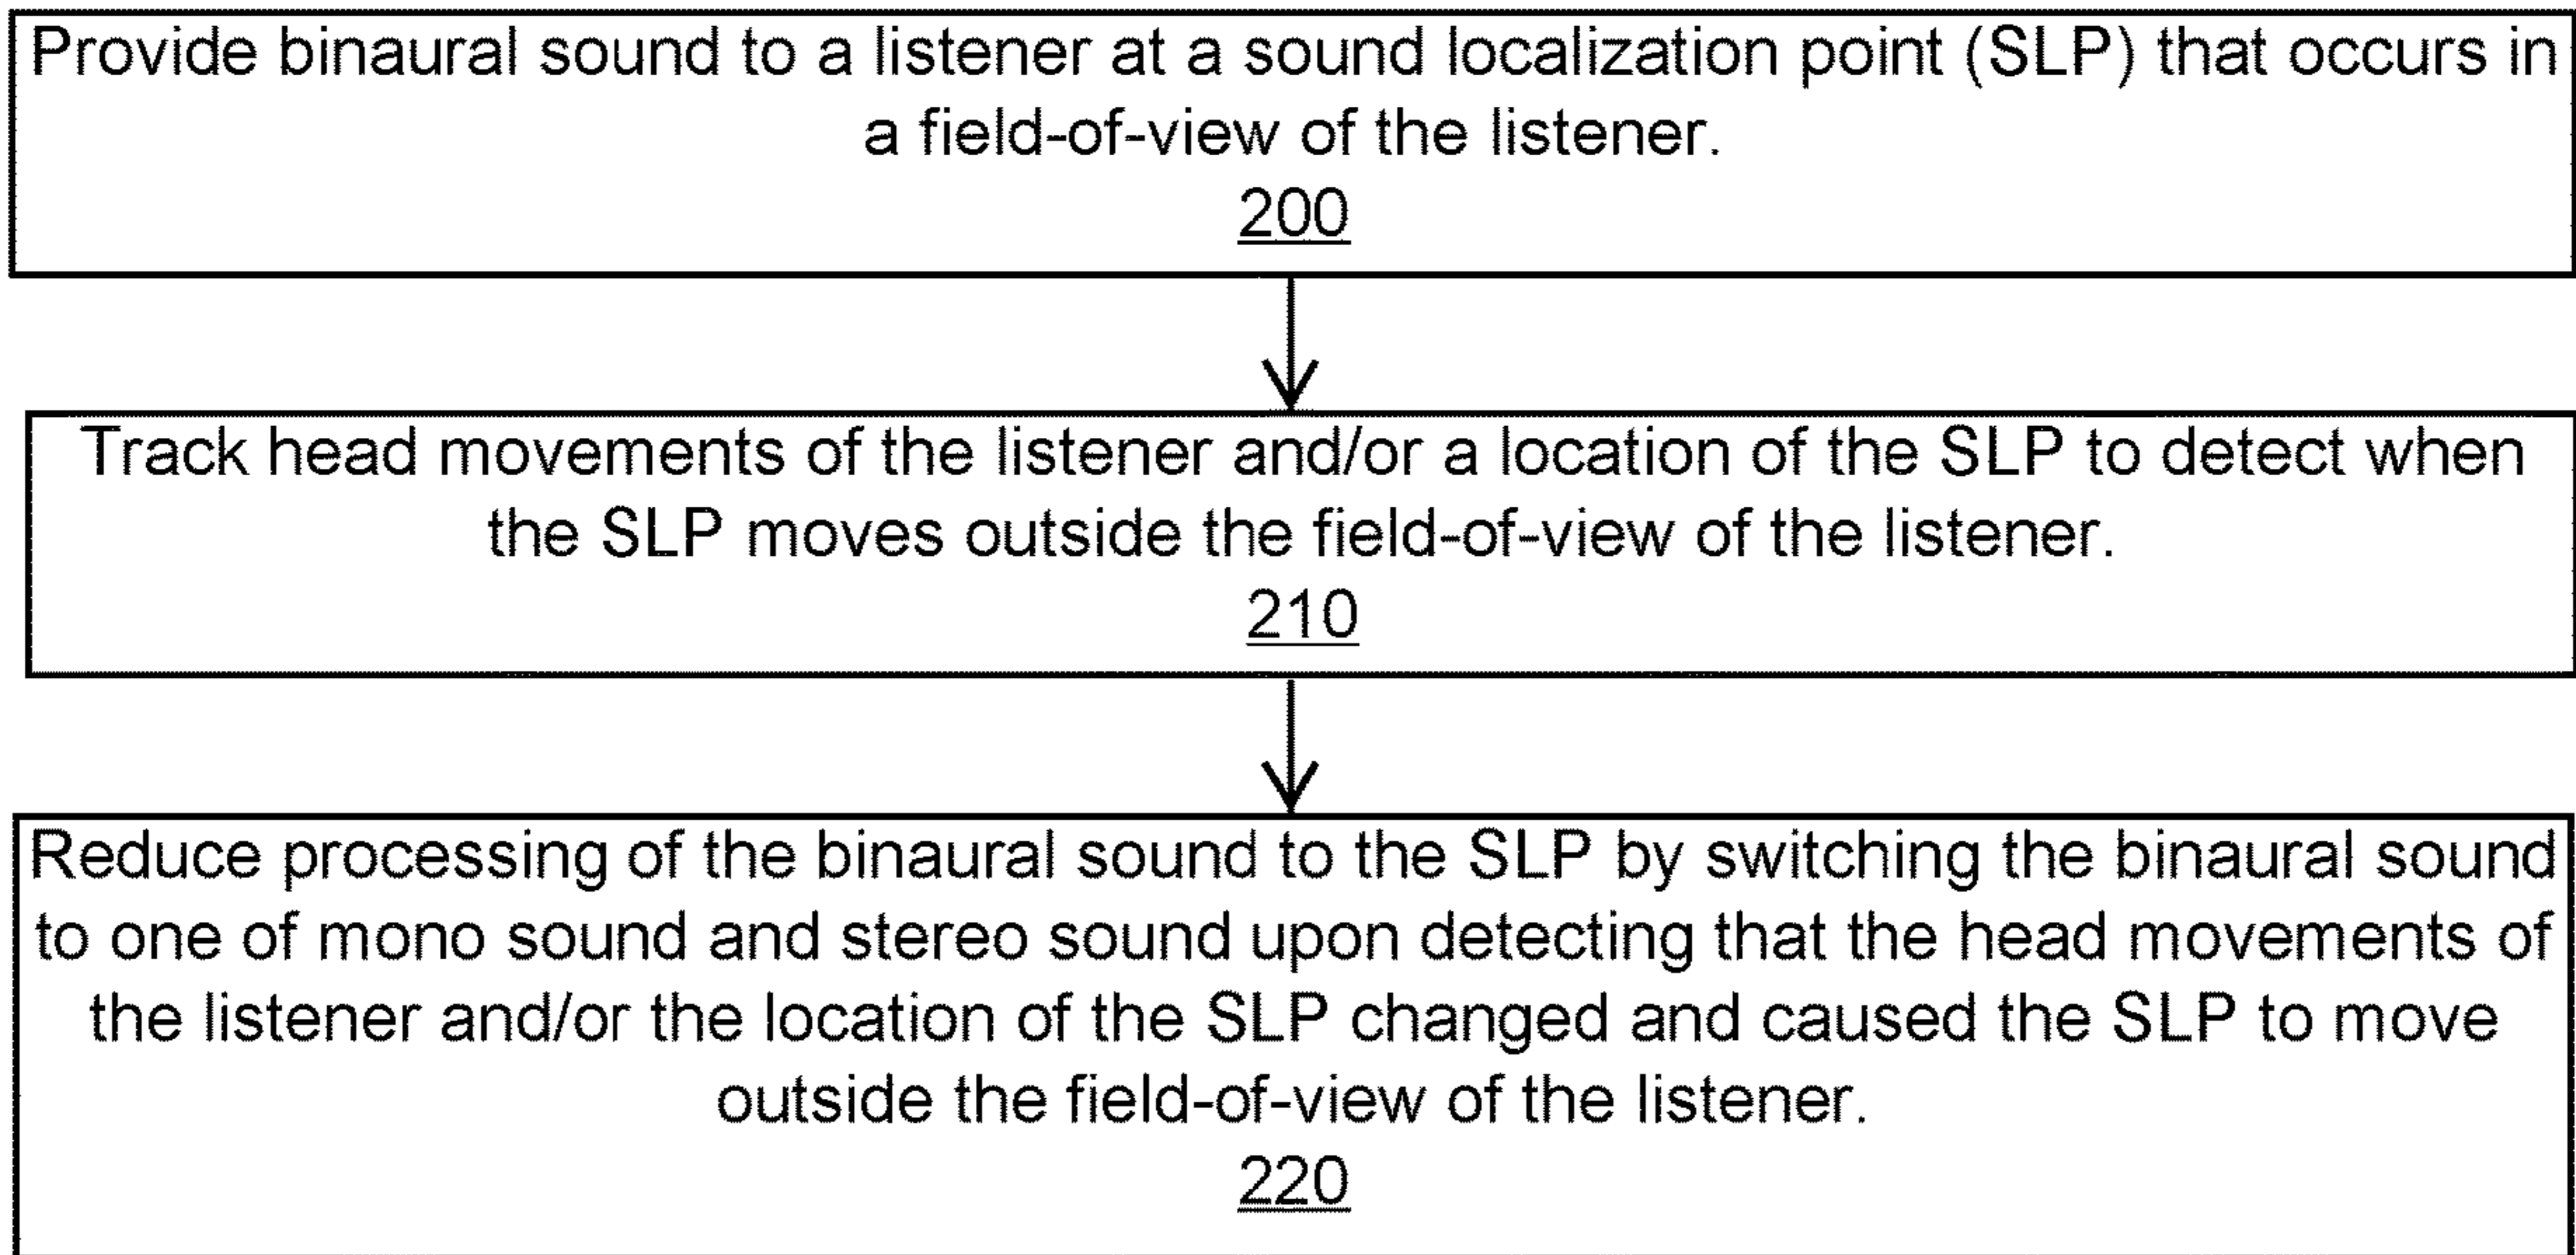 Provide binaural sound to a listener at a sound localization point (SLP) that occurs in
a field-of-view of the listener.
200
Track head movements of the listener and/or a location of the SLP to detect when
the SLP moves outside the field-of-view of the listener.
210
Reduce processing of the binaural sound to the SLP by switching the binaural sound
to one of mono sound and stereo sound upon detecting that the head movements of
the listener and/or the location of the SLP changed and caused the SLP to move
outside the field-of-view of the listener.
220